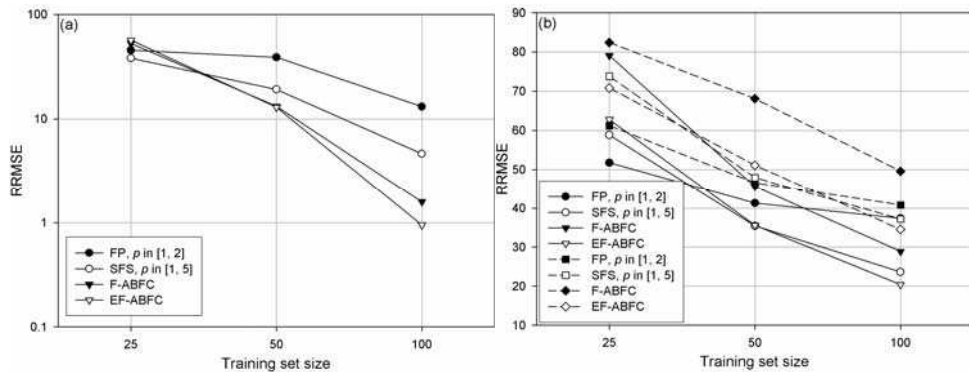 (a)
100
10
1
0.1
RRMSE
25
50
100
Training set size
FP, p in [1, 2]
SFS, p in [1, 5]
F-ABFC
EF-ABFC
(b)
90
80
70
60
50
40
30
20
10
RRMSE
25
50
100
Training set size
FP, p in [1, 2]
SFS, p in [1, 5]
F-ABFC
EF-ABFC
FP, p in [1, 2]
SFS, p in [1, 5]
F-ABFC
EF-ABFC